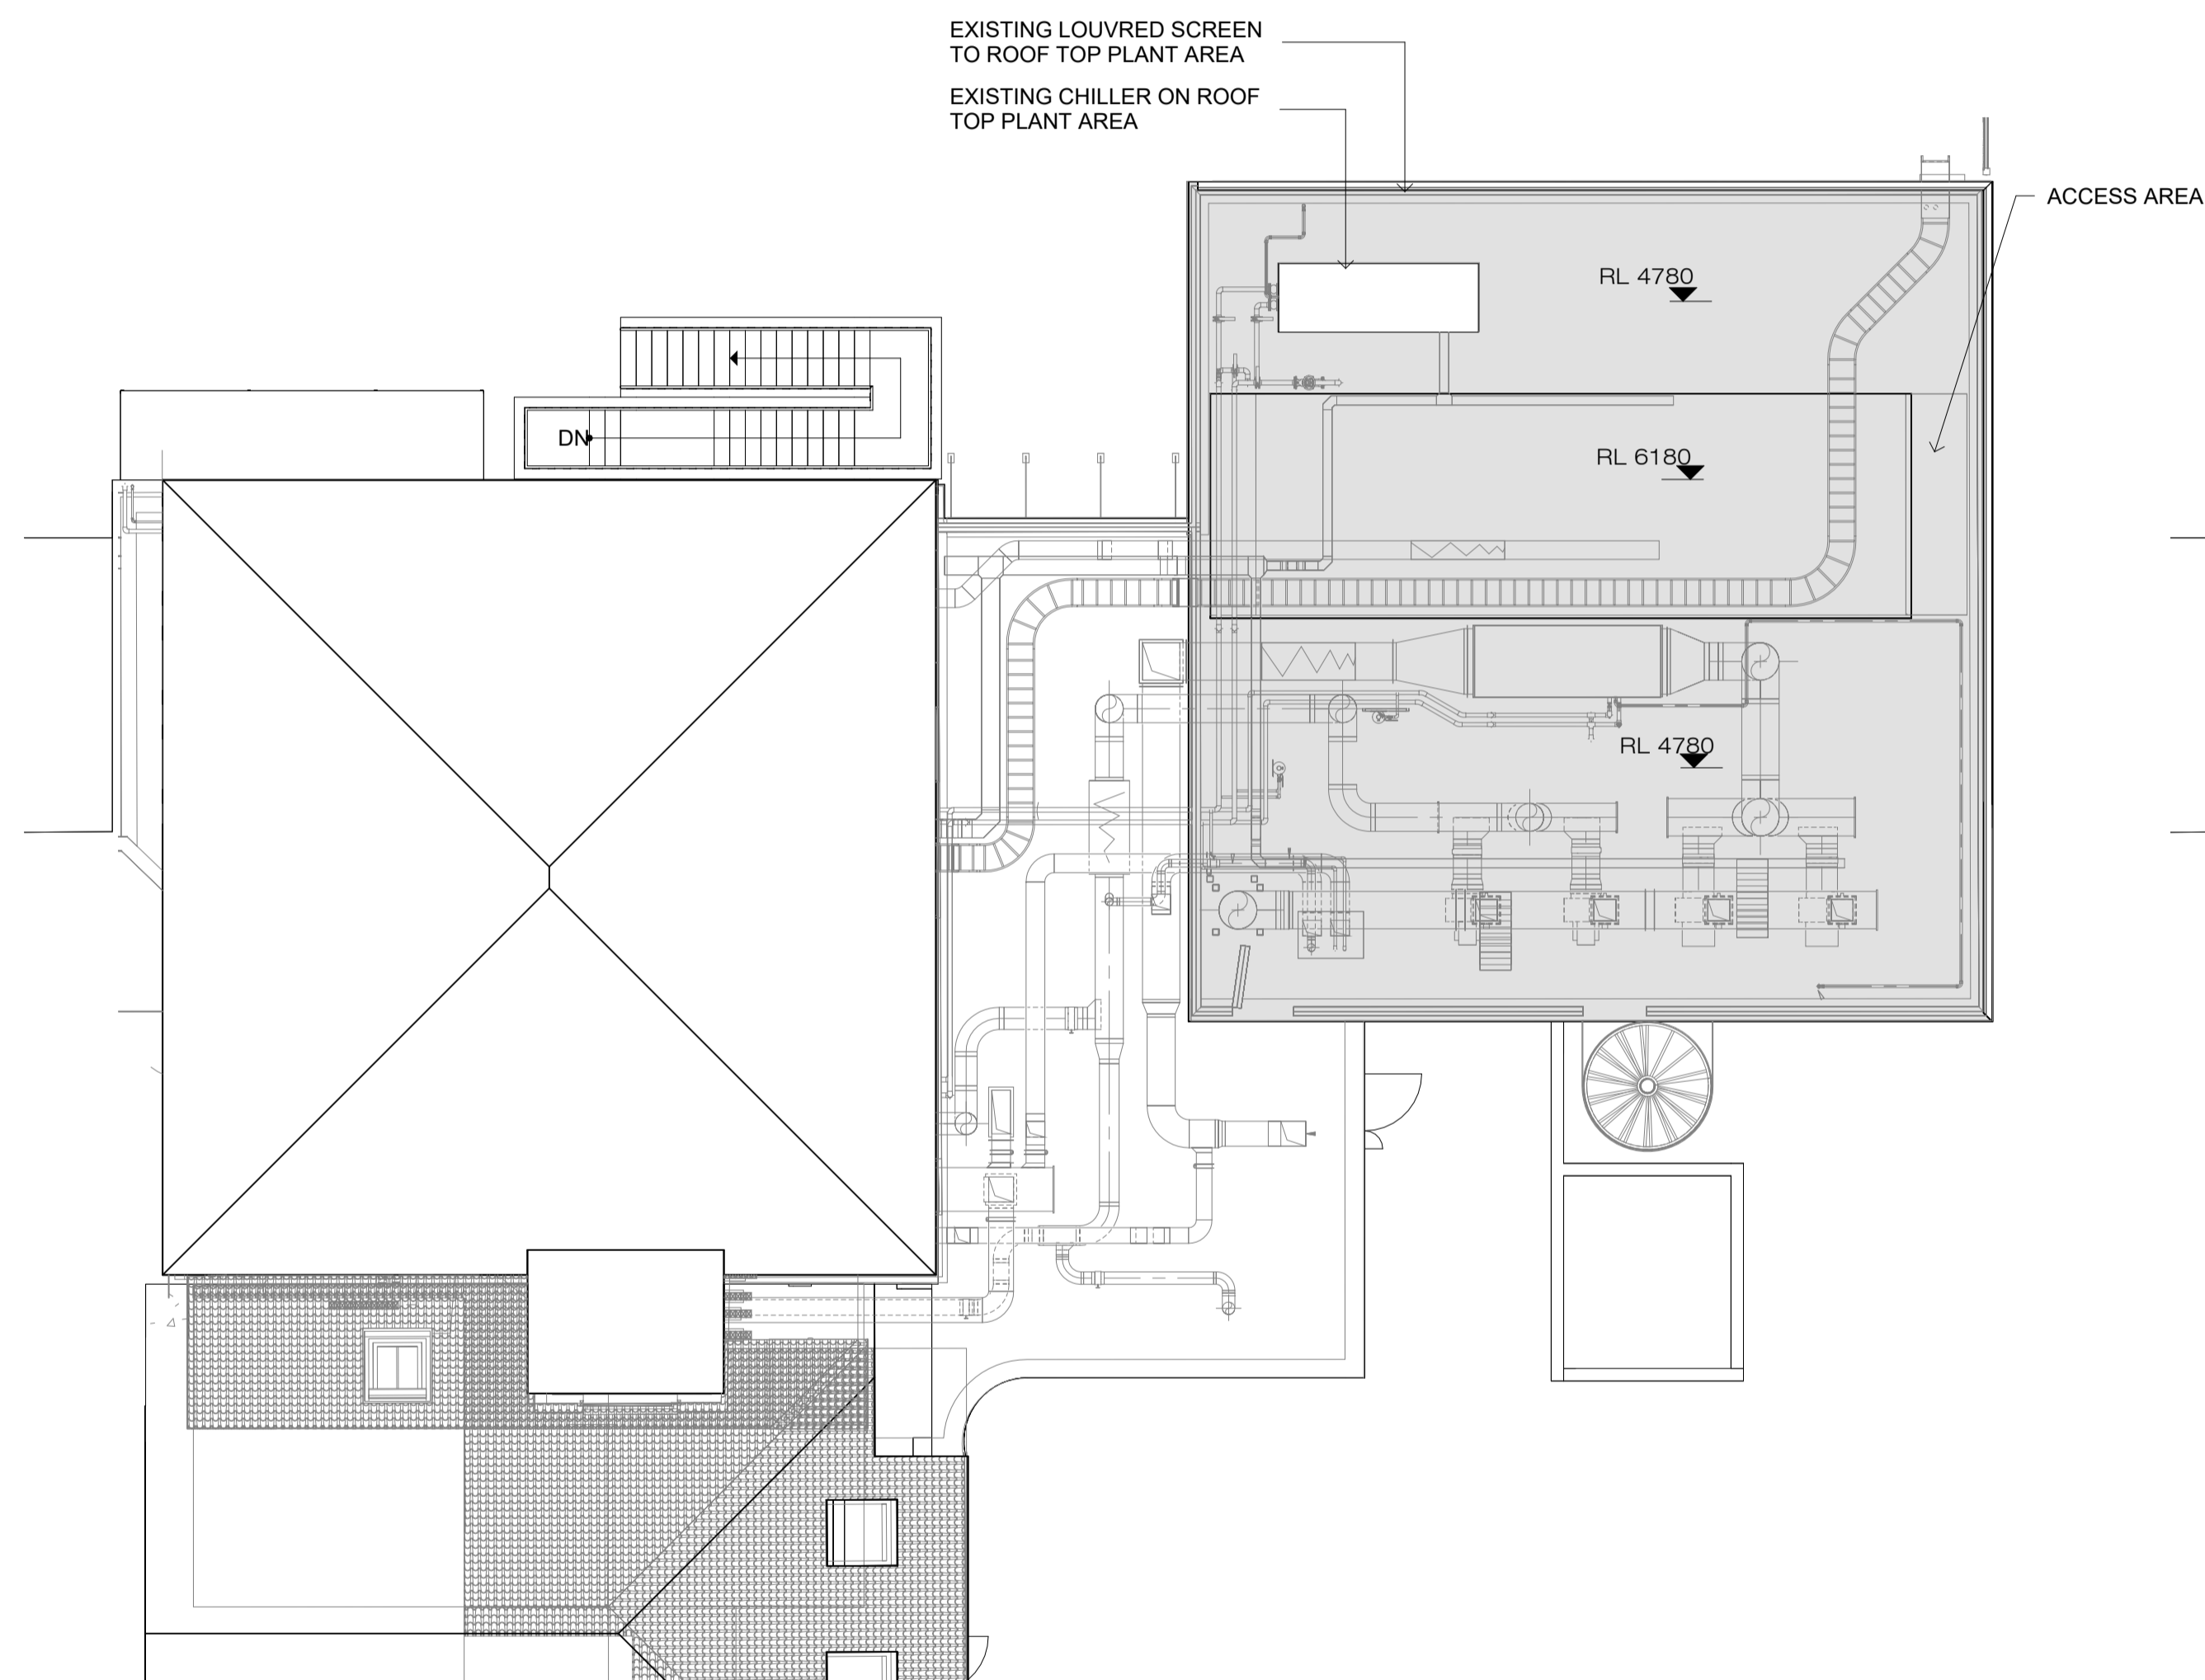 EXISTING LOUVRED SCREEN
TO ROOF TOP PLANT AREA
EXISTING CHILLER ON ROOF
TOP PLANT AREA
ACCESS AREA
RL 4780
DN
RL 6180
RL 4780